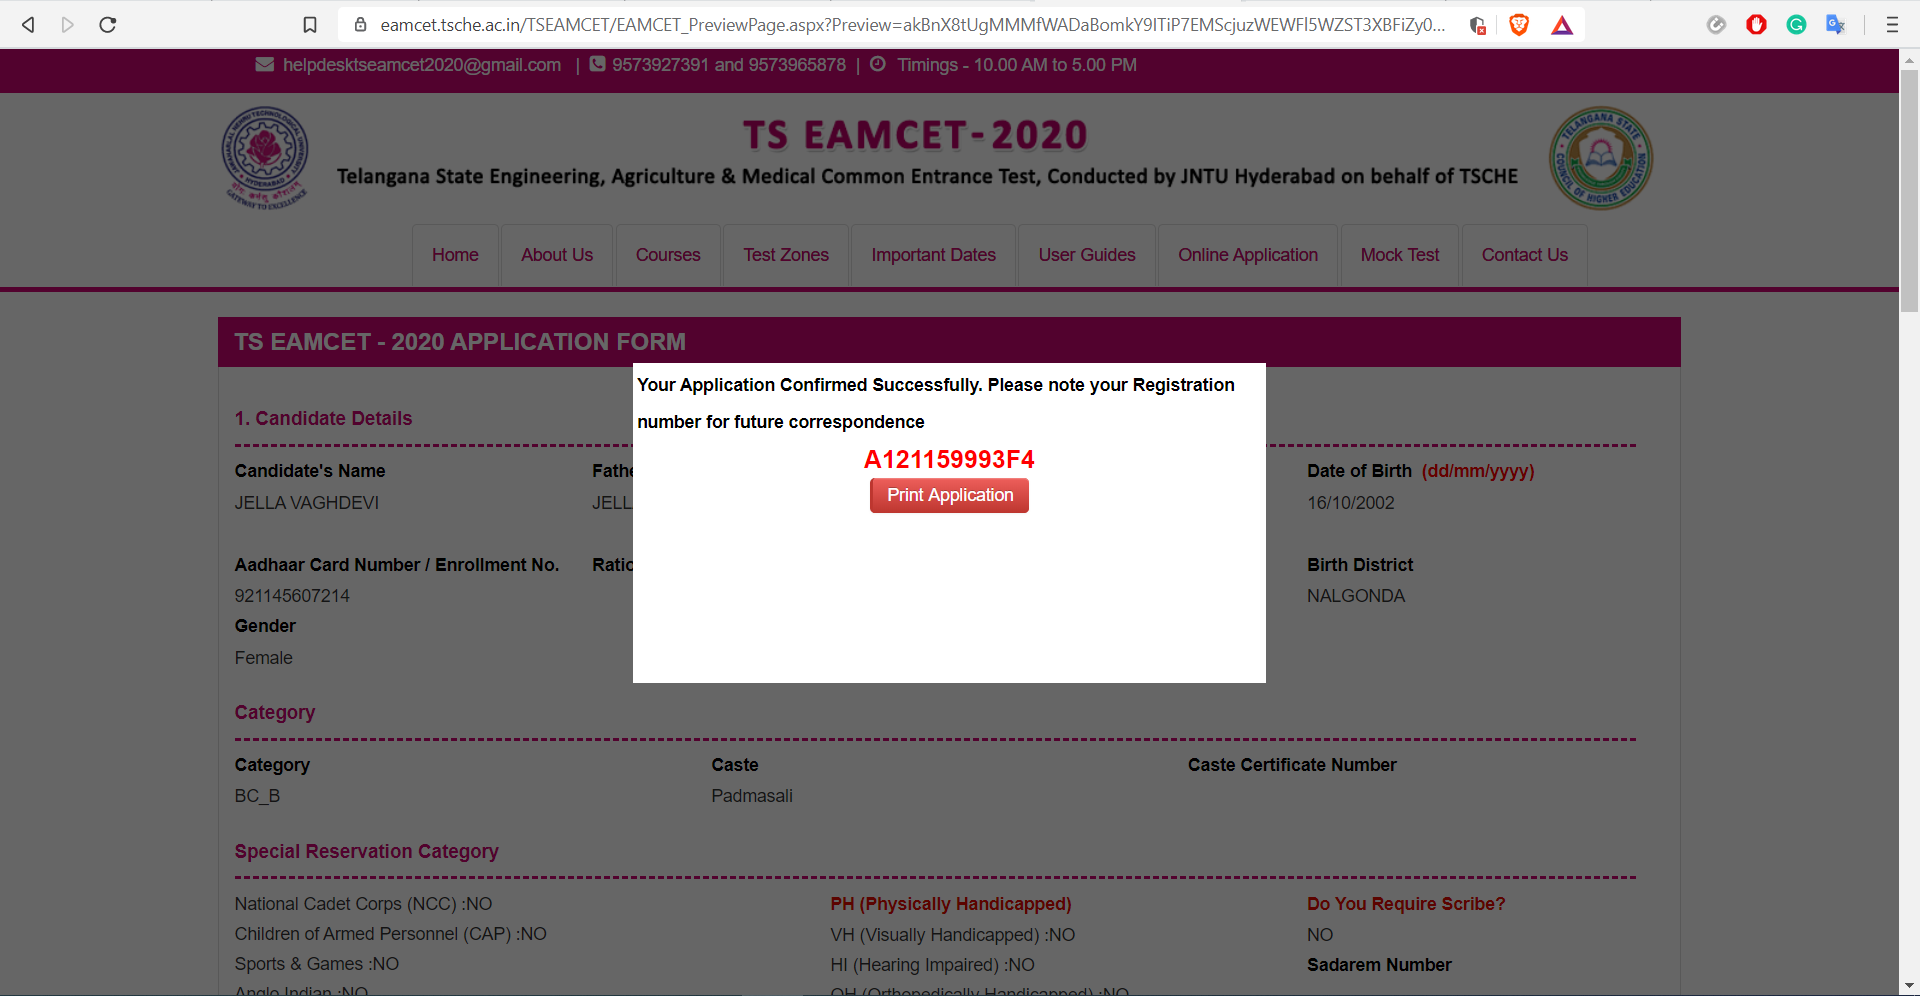 eamcet.tsche.ac.in/TSEAMCET/EAMCET_PreviewPage.aspx?Preview=akBnX8tUgMMMfWADaBomkY9ITiP7EMScjuzWEWFl5WZST3XBFiZy0...
helpdesktseamcet2020@gmail.com | 9573927391 and 9573965878 | Timings - 10.00 AM to 5.00 PM
TS EAMCET-2020
Telangana State Engineering, Agriculture & Medical Common Entrance Test, Conducted by JNTU Hyderabad on behalf of TSCHE
Home About Us Courses Test Zones Important Dates User Guides Online Application Mock Test Contact Us
TS EAMCET - 2020 APPLICATION FORM
Your Application Confirmed Successfully. Please note your Registration
number for future correspondence
A121159993F4
Print Application
1. Candidate Details
Candidate's Name Fathe Date of Birth (dd/mm/yyyy)
JELLA VAGHDEVI JELL 16/10/2002
Aadhaar Card Number / Enrollment No. Ratio Birth District
921145607214 NALGONDA
Gender
Female
Category
Category Caste Caste Certificate Number
BC_B Padmasali
Special Reservation Category
National Cadet Corps (NCC) :NO PH (Physically Handicapped) Do You Require Scribe?
Children of Armed Personnel (CAP) :NO VH (Visually Handicapped) :NO NO
Sports & Games :NO HI (Hearing Impaired) :NO Sadarem Number
Anglo Indian :NO OH (Orthopedically Handicapped) :NO